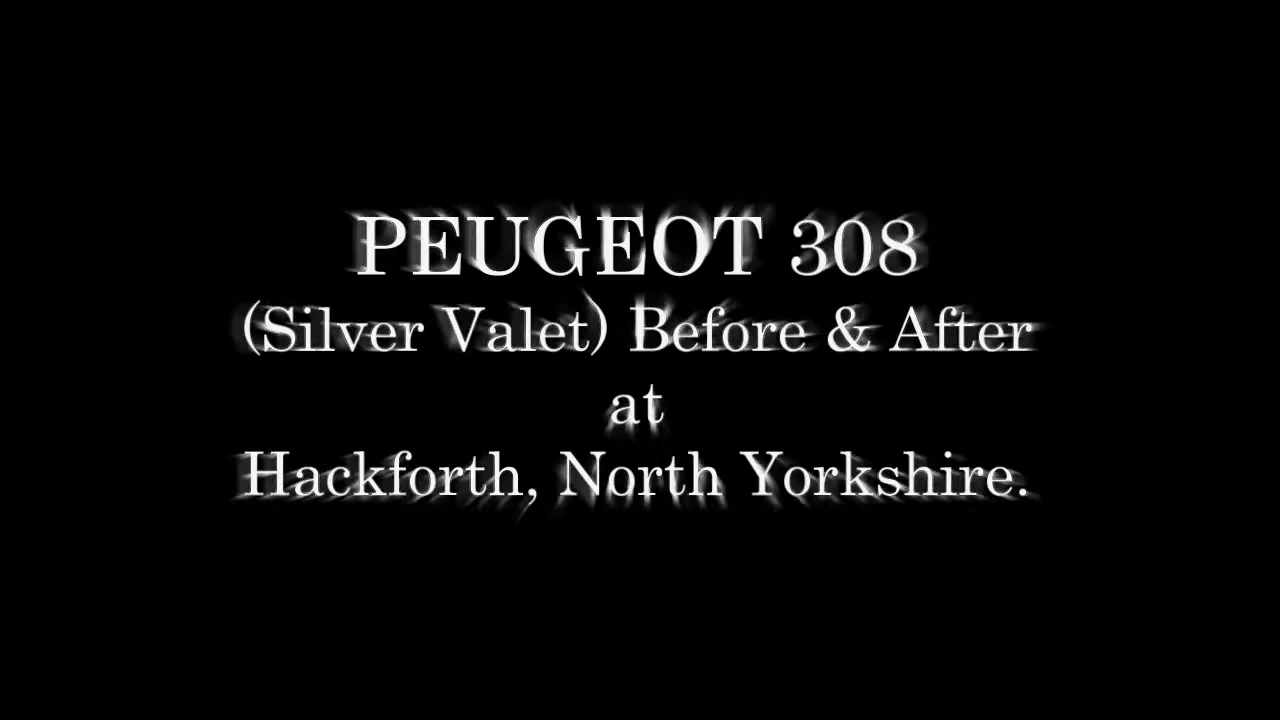 PEUGEOT 308
(Silver Valet) Before & After
at
Hackforth, North Yorkshire.